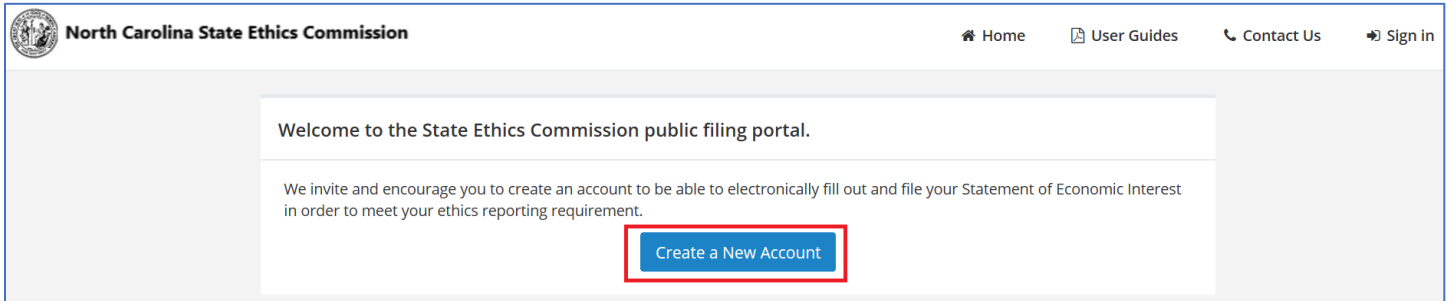 North Carolina State Ethics Commission
Home
User Guides
Contact Us
Sign in
Welcome to the State Ethics Commission public filing portal.
We invite and encourage you to create an account to be able to electronically fill out and file your Statement of Economic Interest
in order to meet your ethics reporting requirement.
Create a New Account